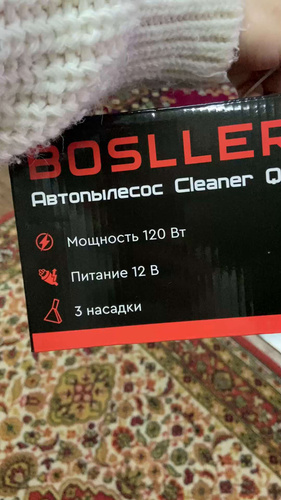 BOSLLER
Автопылесос Cleaner Q
Мощность 120 Вт
Питание 12 В
3 насадки